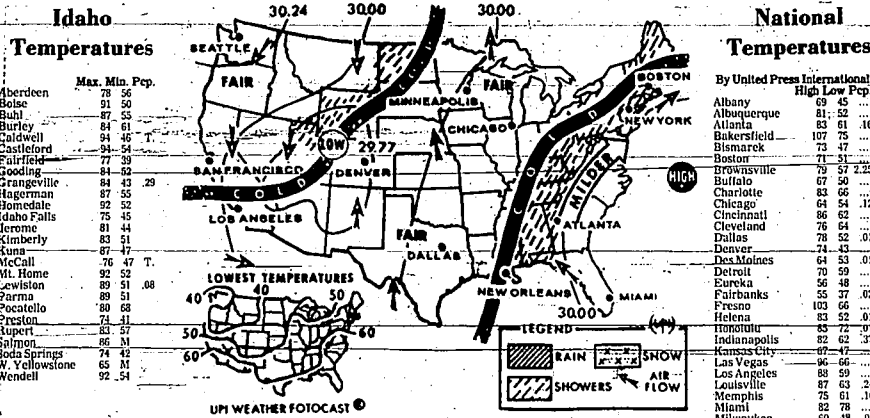 Idaho
Temperatures
Max. Min. Pcp.
Aberdeen 78 56
Boise 91 50
Buhl 87 55
Burley 84 61
Caldwell 94 46 T.
Castleford 94 54
Fairfield 77 39
Gooding 84 52
Grangeville 84 43 .29
Hagerman 87 55
Homedale 92 52
Idaho Falls 75 45
Jerome 81 44
Kimberly 83 51
Kuna 87 47
McCall 76 47 T.
Mt. Home 92 52
Lewiston 89 51 .08
Parma 89 51
Pocatello 80 68
Preston 74 41
Rupert 83 57
Salmon 86 M
Soda Springs 74 42
W. Yellowstone 65 M
Wendell 92 54
30.24 30.00 30.00
SEATTLE
FAIR
COLD
MINNEAPOLIS
FAIR
BOSTON
NEW YORK
CHICAGO
LOW
29.77
SAN FRANCISCO
DENVER
COLD
COLD
MILDER
HIGH
LOS ANGELES
ATLANTA
FAIR
DALLAS
NEW ORLEANS
MIAMI
30.00
LOWEST TEMPERATURES
40 40 50
50 60
60
LEGEND
RAIN SNOW
SHOWERS AIR FLOW
UPI WEATHER FOTOCAST ©
National
Temperatures
By United Press International
High Low Pcp
Albany 69 45 ...
Albuquerque 81 52 ...
Atlanta 83 61
Bakersfield 107 75 ...
Bismarck 73 47 ...
Boston 71 51
Brownsville 79 57 2.25
Buffalo 67 50 ...
Charlotte 83 66 ...
Chicago 64 54
Cincinnati 86 62 ...
Cleveland 76 64 ...
Dallas 78 52
Denver 74 43
Des Moines 64 53
Detroit 70 59 ...
Eureka 56 48 ...
Fairbanks 55 37
Fresno 103 66 ...
Helena 83 52
Honolulu 85 72
Indianapolis 82 62
Kansas City 67 47
Las Vegas 96 66 ...
Los Angeles 88 59 ...
Louisville 87 63
Memphis 75 61
Miami 82 78 ...
Milwaukee 60 48